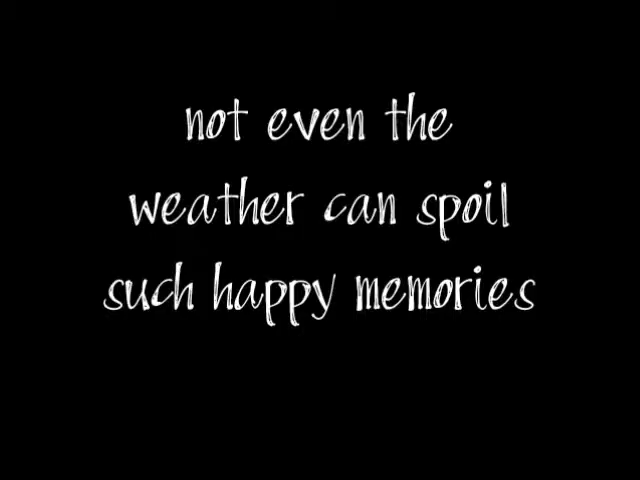 not even the
weather can spoil
such happy memories